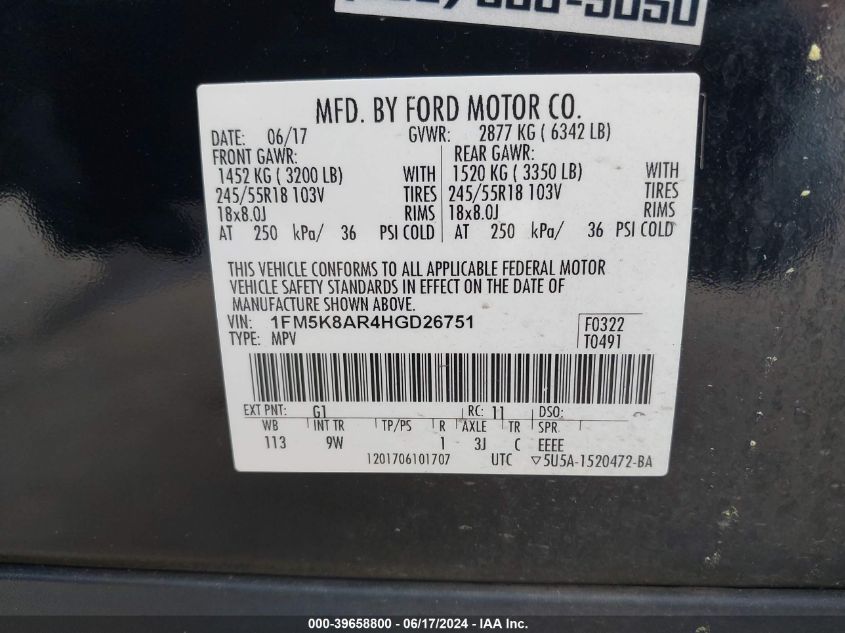 MFD. BY FORD MOTOR CO.
DATE: 06/17 GVWR: 2877 KG ( 6342 LB)
FRONT GAWR: REAR GAWR:
1452 KG ( 3200 LB) WITH 1520 KG ( 3350 LB) WITH
245/55R18 103V TIRES 245/55R18 103V TIRES
18x8.0J RIMS 18x8.0J RIMS
AT 250 kPa/ 36 PSI COLD AT 250 kPa/ 36 PSI COLD
THIS VEHICLE CONFORMS TO ALL APPLICABLE FEDERAL MOTOR
VEHICLE SAFETY STANDARDS IN EFFECT ON THE DATE OF
MANUFACTURE SHOWN ABOVE.
VIN: 1FM5K8AR4HGD26751 F0322
TYPE: MPV T0491
EXT PNT: G1 RC: 11 DSO:
WB INT TR TP/PS R AXLE TR SPR
113 9W 1 3J C EEEE
1201706101707 UTC ▽5U5A-1520472-BA
000-39658800 - 06/17/2024 - IAA Inc.